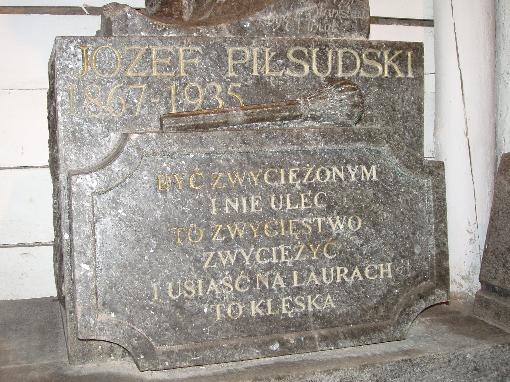 JÓZEF PIŁSUDSKI
1867-1935
BYĆ ZWYCIĘŻONYM
I NIE ULEC
TO ZWYCIĘSTWO
ZWYCIĘŻYĆ
I USIĄŚĆ NA LAURACH
TO KLĘSKA